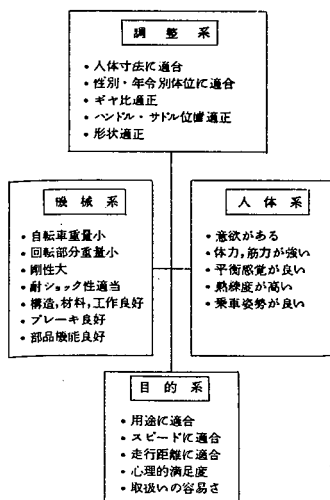 調整系
• 人体寸法に適合
• 性別・年令別体位に適合
• ギヤ比適正
• ハンドル・サドル位置適正
• 形状適正
機械系
• 自転車重量小
• 回転部分重量小
• 剛性大
• 耐ショック性適当
• 構造,材料,工作良好
• ブレーキ良好
• 部品機能良好
人体系
• 意欲がある
• 体力,筋力が強い
• 平衡感覚が良い
• 熟練度が高い
• 乗車姿勢が良い
目的系
• 用途に適合
• スピードに適合
• 走行距離に適合
• 心理的満足度
• 取扱いの容易さ